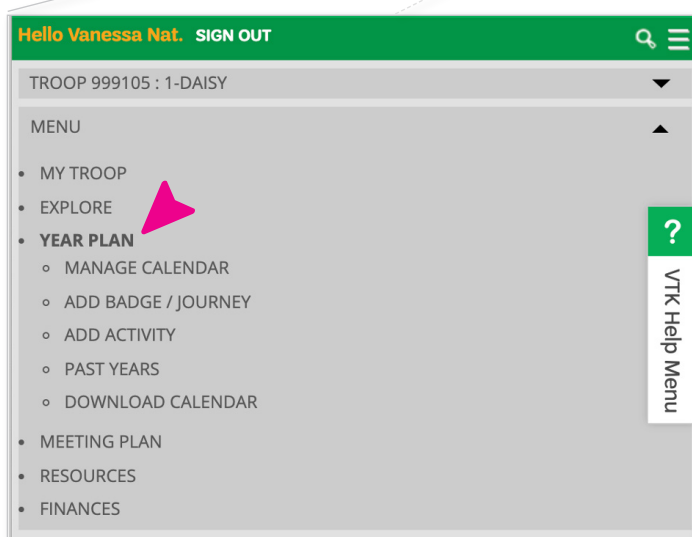 Hello Vanessa Nat. SIGN OUT
TROOP 999105 : 1-DAISY
MENU
MY TROOP
EXPLORE
YEAR PLAN
MANAGE CALENDAR
ADD BADGE / JOURNEY
ADD ACTIVITY
PAST YEARS
DOWNLOAD CALENDAR
MEETING PLAN
RESOURCES
FINANCES
?
VTK Help Menu